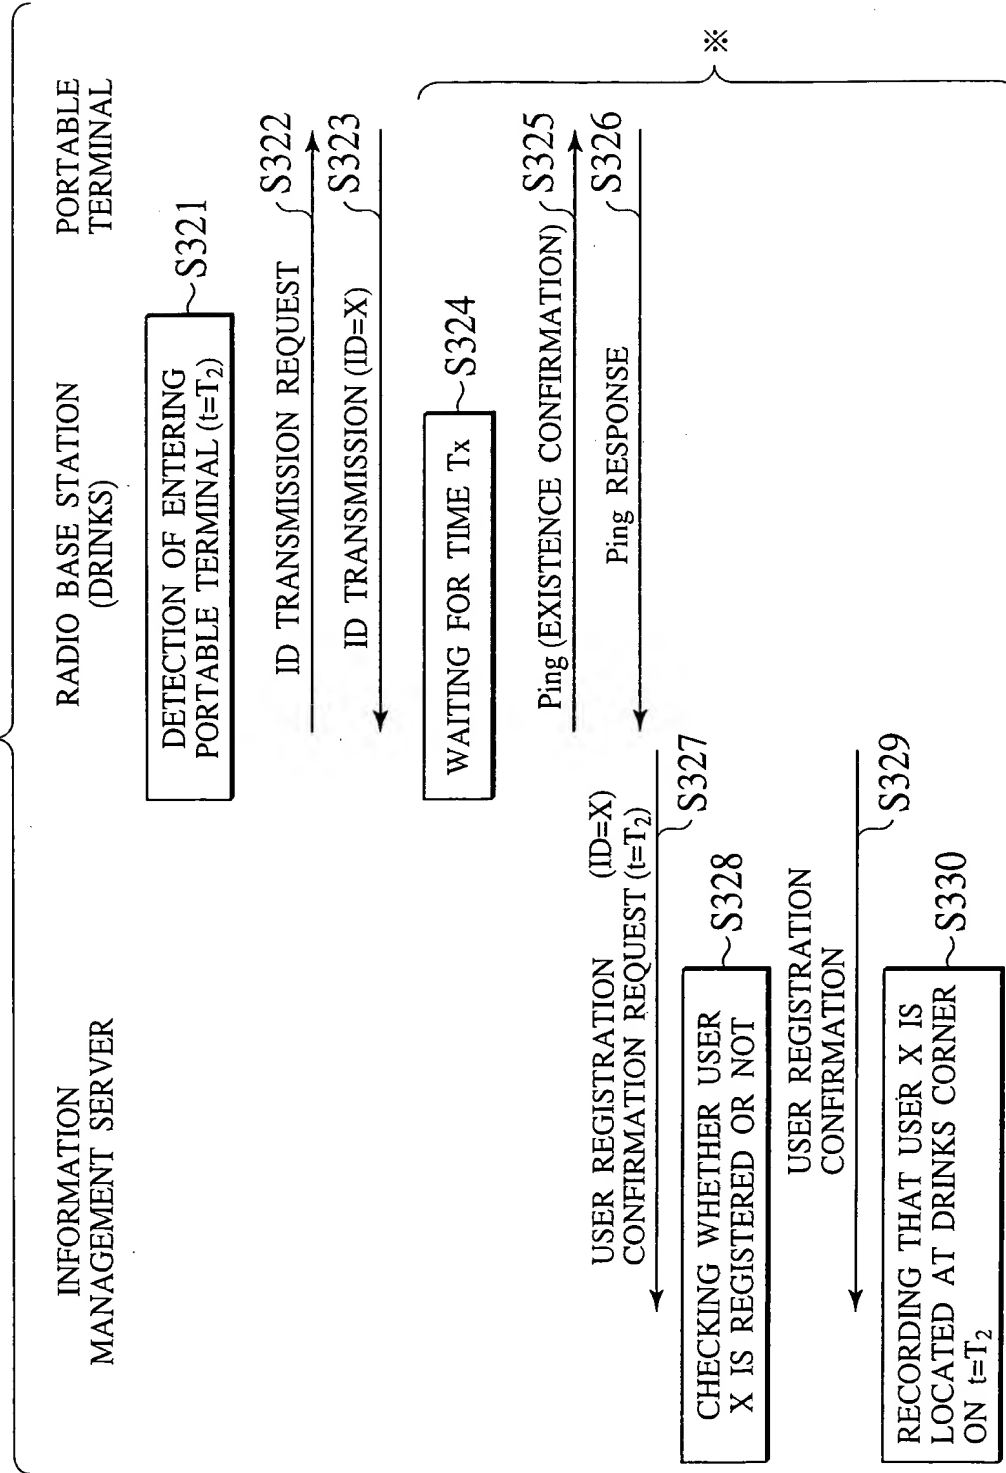 INFORMATION
MANAGEMENT SERVER
RADIO BASE STATION
(DRINKS)
PORTABLE
TERMINAL
DETECTION OF ENTERING
PORTABLE TERMINAL (t=T2)
S321
ID TRANSMISSION REQUEST
S322
ID TRANSMISSION (ID=X)
S323
WAITING FOR TIME Tx
S324
※
Ping (EXISTENCE CONFIRMATION)
S325
Ping RESPONSE
S326
USER REGISTRATION (ID=X)
CONFIRMATION REQUEST (t=T2)
S327
CHECKING WHETHER USER
X IS REGISTERED OR NOT
S328
USER REGISTRATION
CONFIRMATION
S329
RECORDING THAT USER X IS
LOCATED AT DRINKS CORNER
ON t=T2
S330